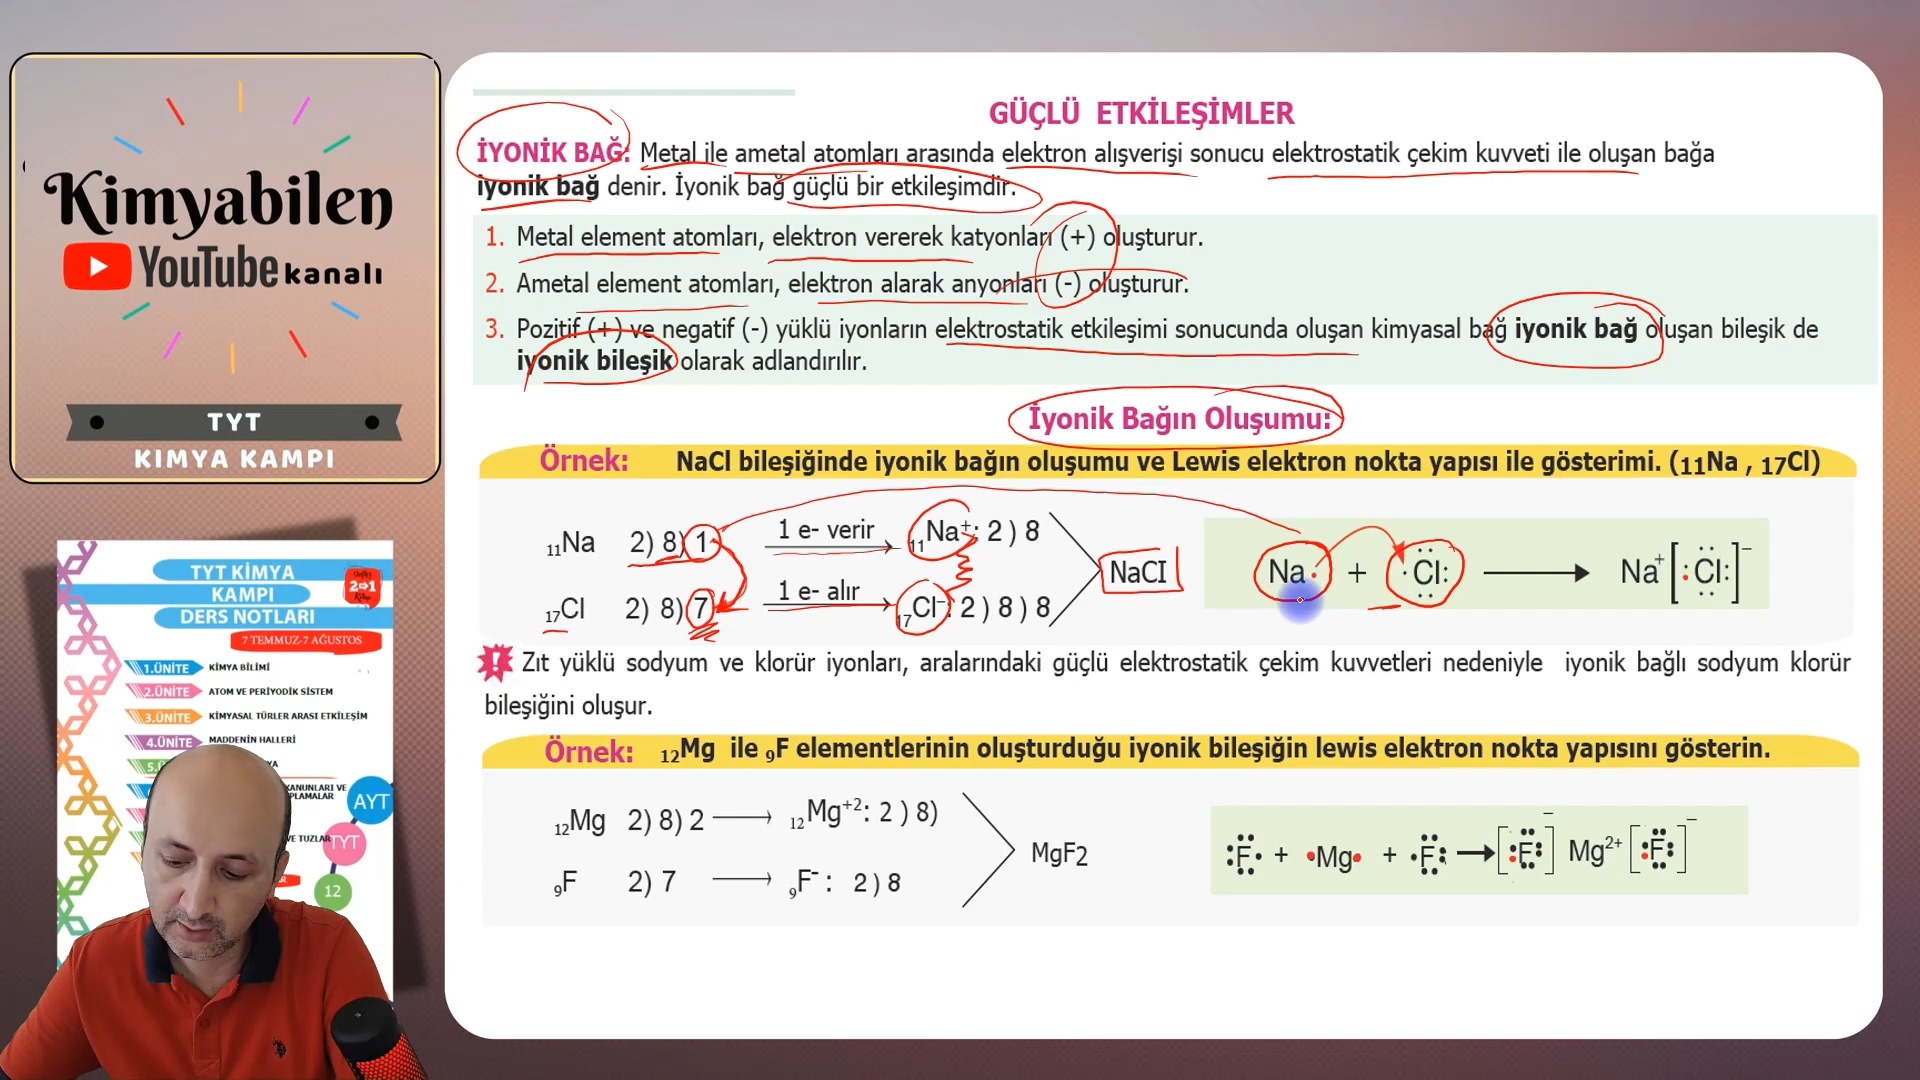 Kimyabilen
YouTube kanalı
TYT
KIMYA KAMPI
GÜÇLÜ ETKİLEŞİMLER
İYONİK BAĞ: Metal ile ametal atomları arasında elektron alışverişi sonucu elektrostatik çekim kuvveti ile oluşan bağa
iyonik bağ denir. İyonik bağ güçlü bir etkileşimdir.
1. Metal element atomları, elektron vererek katyonları (+) oluşturur.
2. Ametal element atomları, elektron alarak anyonları (-) oluşturur.
3. Pozitif (+) ve negatif (-) yüklü iyonların elektrostatik etkileşimi sonucunda oluşan kimyasal bağ iyonik bağ oluşan bileşik de
iyonik bileşik olarak adlandırılır.
İyonik Bağın Oluşumu:
Örnek: NaCl bileşiğinde iyonik bağın oluşumu ve Lewis elektron nokta yapısı ile gösterimi. (₁₁Na , ₁₇Cl)
₁₁Na 2) 8) 1 1 e- verir ₁₁Na⁺: 2 ) 8
NaCI
₁₇Cl 2) 8) 7 1 e- alır ₁₇Cl⁻: 2 ) 8 ) 8
Na· + ·Cl: → Na⁺ [:Cl:]⁻
! Zıt yüklü sodyum ve klorür iyonları, aralarındaki güçlü elektrostatik çekim kuvvetleri nedeniyle iyonik bağlı sodyum klorür
bileşiğini oluşur.
Örnek: ₁₂Mg ile ₉F elementlerinin oluşturduğu iyonik bileşiğin lewis elektron nokta yapısını gösterin.
₁₂Mg 2) 8) 2 → ₁₂Mg⁺²: 2 ) 8)
MgF2
₉F 2) 7 → ₉F⁻: 2 ) 8
:F· + ·Mg· + ·F: → [:F:]⁻ Mg²⁺ [:F:]⁻
TYT KİMYA
KAMPI
DERS NOTLARI
2⇒1
7 TEMMUZ-7 AĞUSTOS
1.ÜNİTE KİMYA BİLİMİ
2.ÜNİTE ATOM VE PERİYODİK SİSTEM
3.ÜNİTE KİMYASAL TÜRLER ARASI ETKİLEŞİM
4.ÜNİTE MADDENİN HALLERİ
AYT
TYT
12